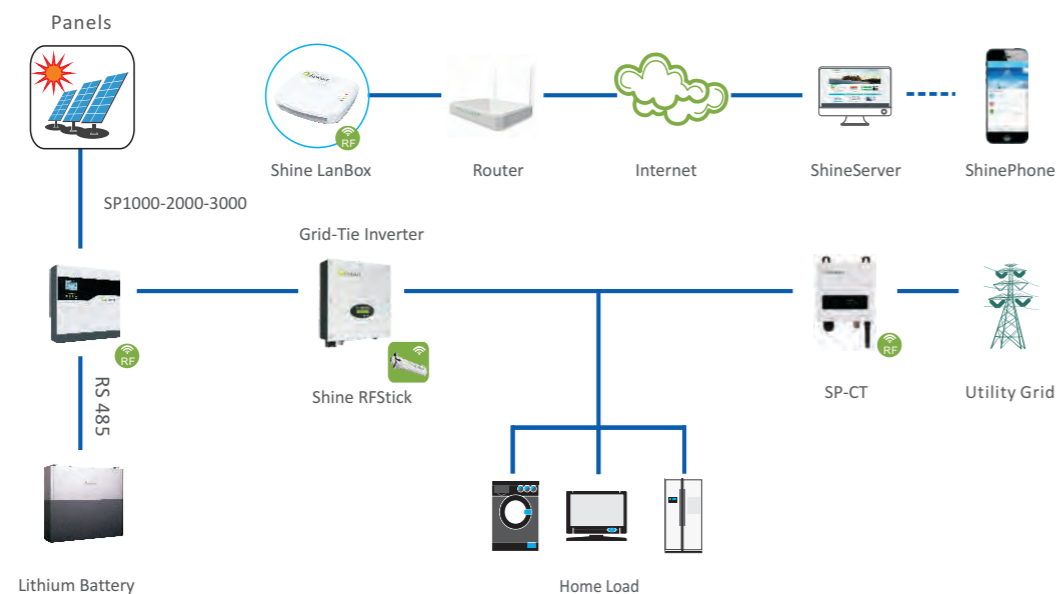 Panels
RF
Shine LanBox
Router
Internet
ShineServer
ShinePhone
SP1000-2000-3000
Grid-Tie Inverter
RF
RF
Shine RFStick
SP-CT
Utility Grid
RS 485
Lithium Battery
Home Load